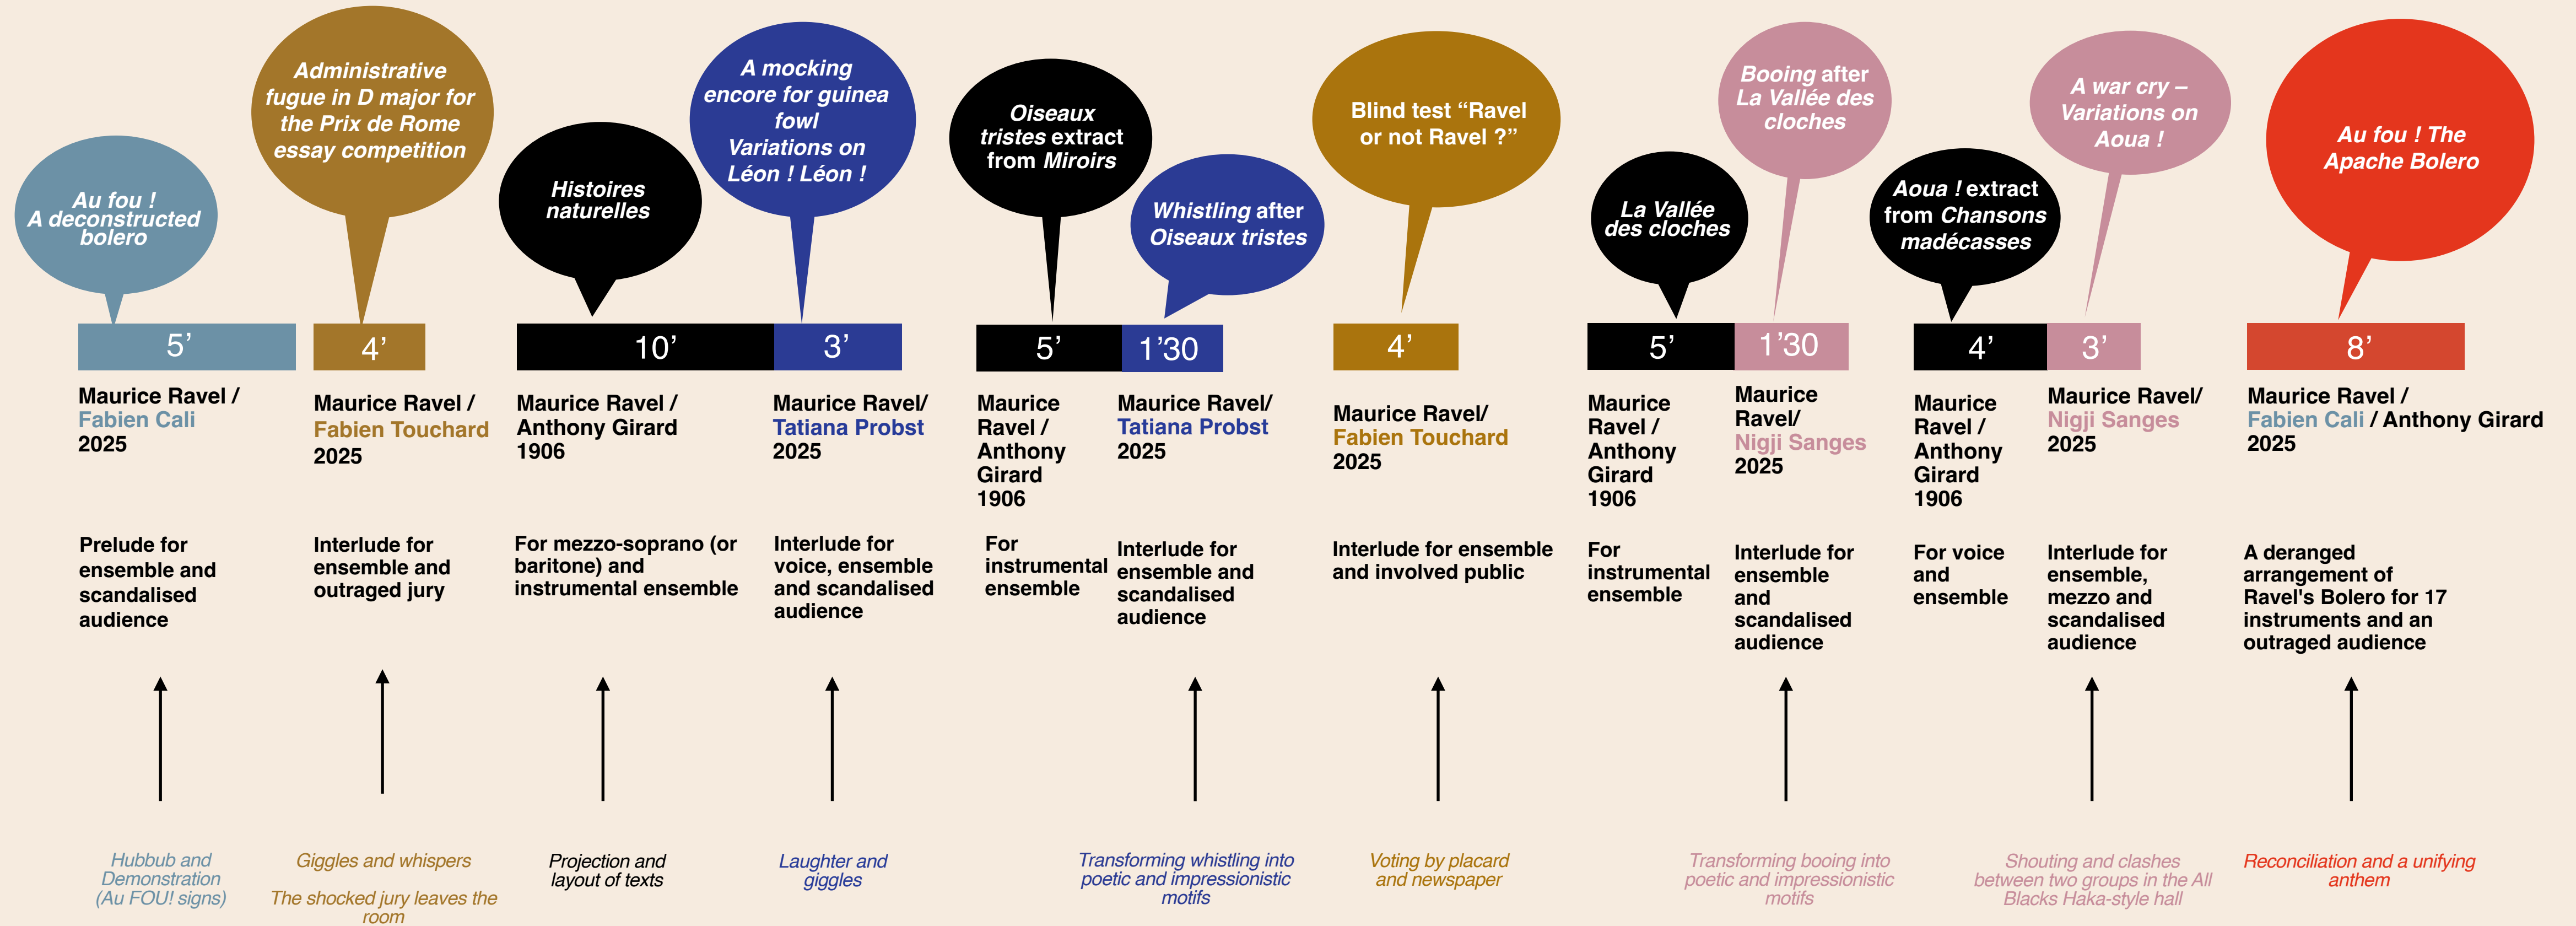 Au fou !
A deconstructed
bolero
Administrative
fugue in D major for
the Prix de Rome
essay competition
Histoires
naturelles
A mocking
encore for guinea
fowl
Variations on
Léon ! Léon !
Oiseaux
tristes extract
from Miroirs
Whistling after
Oiseaux tristes
Blind test “Ravel
or not Ravel ?”
La Vallée
des cloches
Booing after
La Vallée des
cloches
Aoua ! extract
from Chansons
madécasses
A war cry –
Variations on
Aoua !
Au fou ! The
Apache Bolero
5’
4’
10’
3’
5’
1’30
4’
5’
1’30
4’
3’
8’
Maurice Ravel /
Fabien Cali
2025
Maurice Ravel /
Fabien Touchard
2025
Maurice Ravel /
Anthony Girard
1906
Maurice Ravel/
Tatiana Probst
2025
Maurice
Ravel /
Anthony
Girard
1906
Maurice Ravel/
Tatiana Probst
2025
Maurice Ravel/
Fabien Touchard
2025
Maurice
Ravel /
Anthony
Girard
1906
Maurice
Ravel/
Nigji Sanges
2025
Maurice
Ravel /
Anthony
Girard
1906
Maurice Ravel/
Nigji Sanges
2025
Maurice Ravel /
Fabien Cali / Anthony Girard
2025
Prelude for
ensemble and
scandalised
audience
Interlude for
ensemble and
outraged jury
For mezzo-soprano (or
baritone) and
instrumental ensemble
Interlude for
voice, ensemble
and scandalised
audience
For
instrumental
ensemble
Interlude for
ensemble and
scandalised
audience
Interlude for ensemble
and involved public
For
instrumental
ensemble
Interlude for
ensemble
and
scandalised
audience
For voice
and
ensemble
Interlude for
ensemble,
mezzo and
scandalised
audience
A deranged
arrangement of
Ravel's Bolero for 17
instruments and an
outraged audience
Hubbub and
Demonstration
(Au FOU! signs)
Giggles and whispers
The shocked jury leaves the
room
Projection and
layout of texts
Laughter and
giggles
Transforming whistling into
poetic and impressionistic
motifs
Voting by placard
and newspaper
Transforming booing into
poetic and impressionistic
motifs
Shouting and clashes
between two groups in the All
Blacks Haka-style hall
Reconciliation and a unifying
anthem